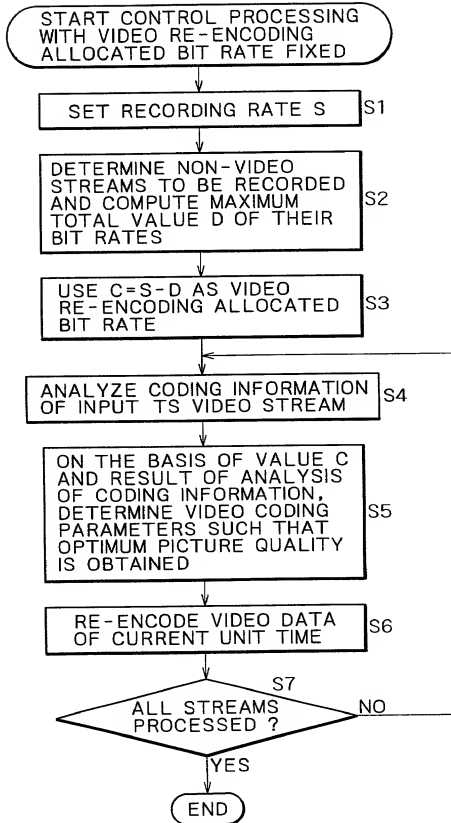 START CONTROL PROCESSING
WITH VIDEO RE-ENCODING
ALLOCATED BIT RATE FIXED
SET RECORDING RATE S
S1
DETERMINE NON-VIDEO
STREAMS TO BE RECORDED
AND COMPUTE MAXIMUM
TOTAL VALUE D OF THEIR
BIT RATES
S2
USE C=S-D AS VIDEO
RE-ENCODING ALLOCATED
BIT RATE
S3
ANALYZE CODING INFORMATION
OF INPUT TS VIDEO STREAM
S4
ON THE BASIS OF VALUE C
AND RESULT OF ANALYSIS
OF CODING INFORMATION,
DETERMINE VIDEO CODING
PARAMETERS SUCH THAT
OPTIMUM PICTURE QUALITY
IS OBTAINED
S5
RE-ENCODE VIDEO DATA
OF CURRENT UNIT TIME
S6
S7
ALL STREAMS
PROCESSED ?
NO
YES
END